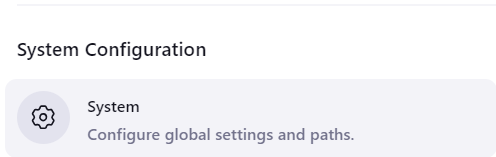 System Configuration
System
Configure global settings and paths.